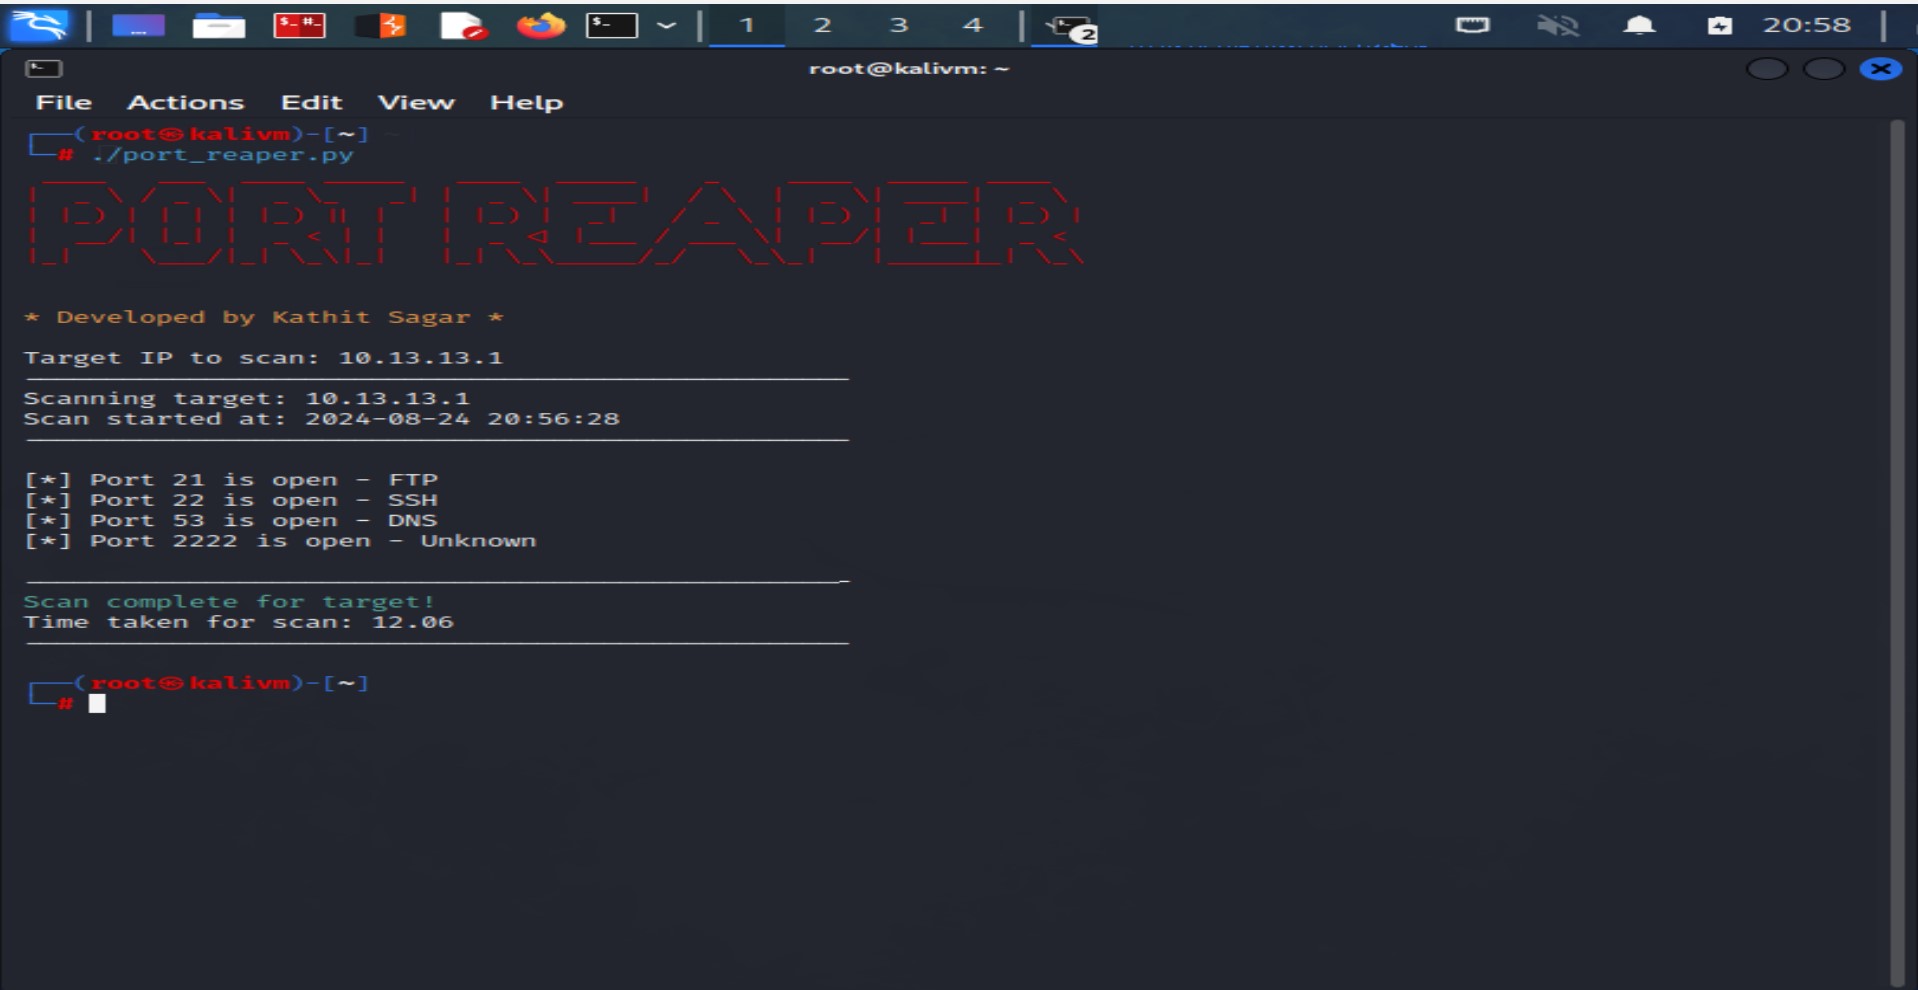 1 2 3 4 2 20:58
root@kalivm: ~
File Actions Edit View Help
┌──(root㉿kalivm)-[~]
└─# ./port_reaper.py
PORT REAPER
* Developed by Kathit Sagar *
Target IP to scan: 10.13.13.1
Scanning target: 10.13.13.1
Scan started at: 2024-08-24 20:56:28
[*] Port 21 is open - FTP
[*] Port 22 is open - SSH
[*] Port 53 is open - DNS
[*] Port 2222 is open - Unknown
Scan complete for target!
Time taken for scan: 12.06
┌──(root㉿kalivm)-[~]
└─#